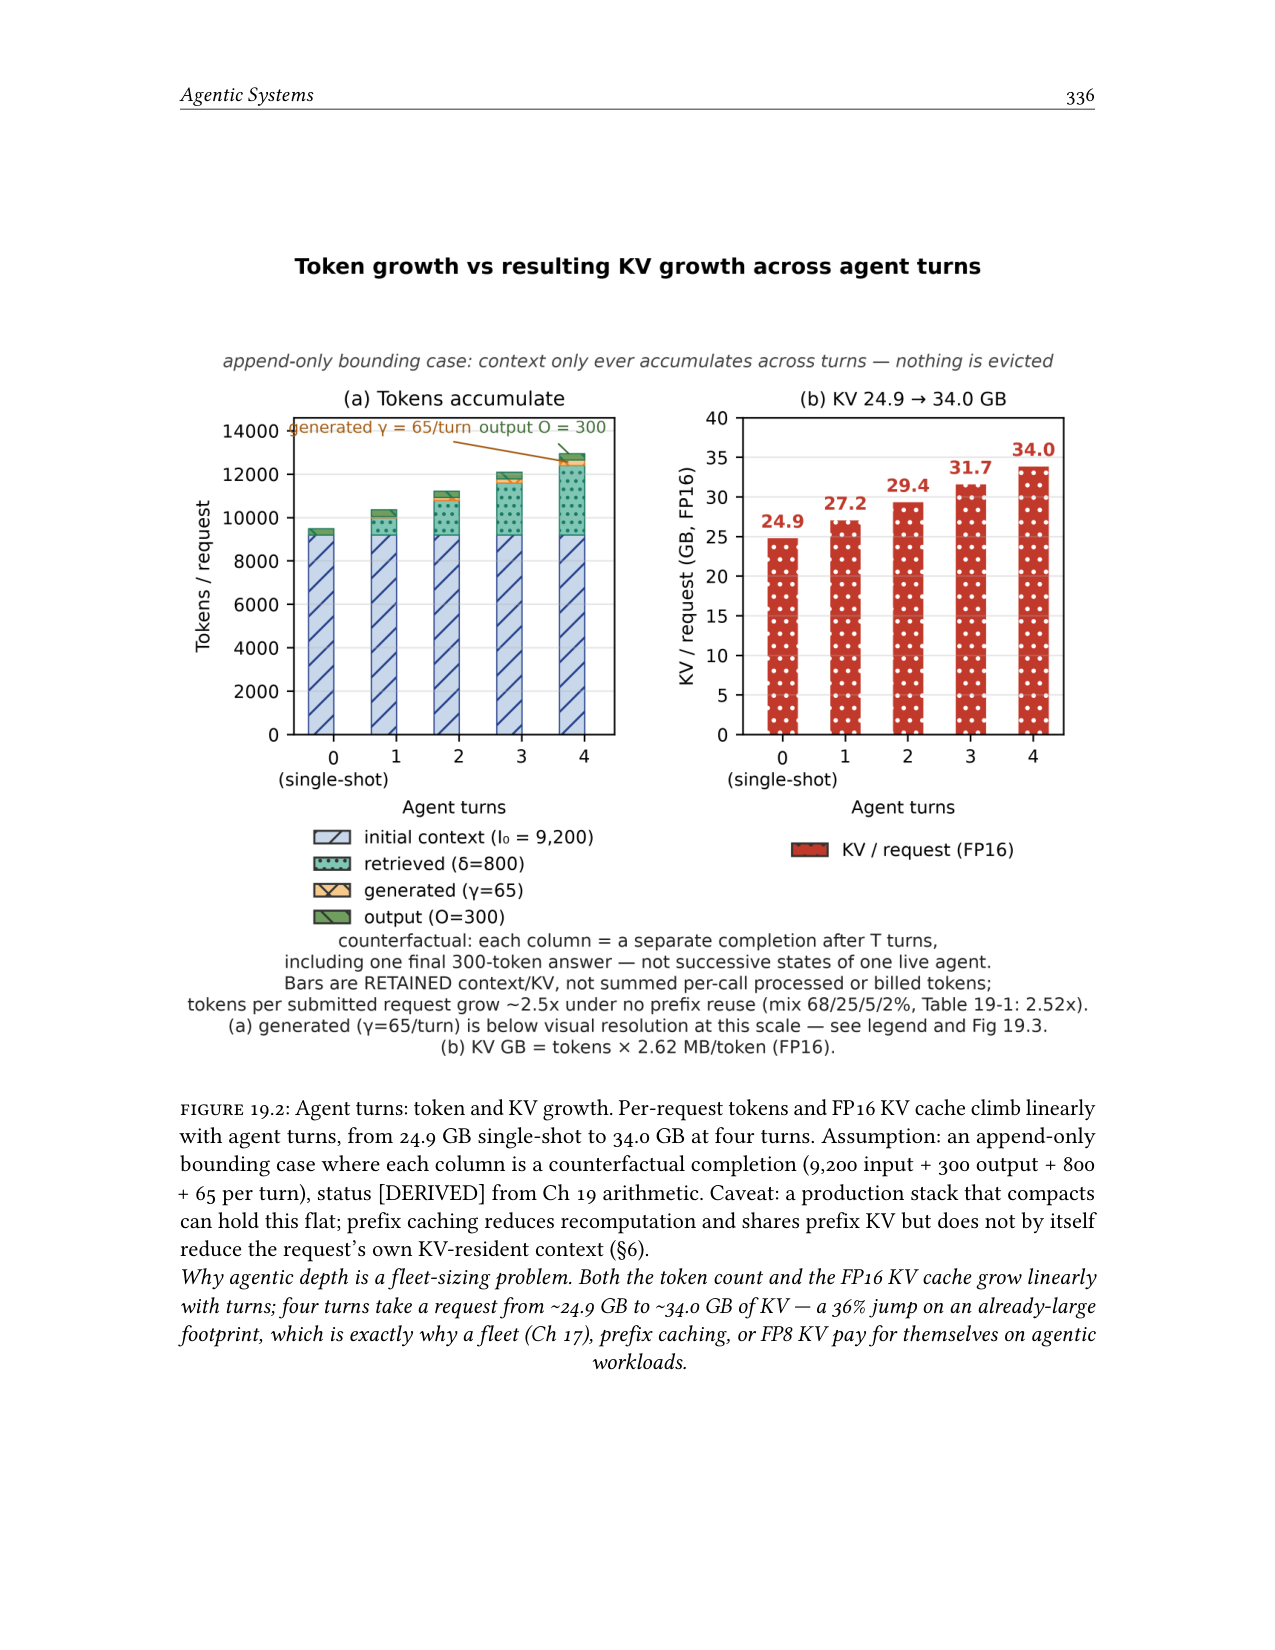 Agentic Systems 336
Token growth vs resulting KV growth across agent turns
append-only bounding case: context only ever accumulates across turns — nothing is evicted
(a) Tokens accumulate
generated γ = 65/turn output O = 300
Tokens / request
14000
12000
10000
8000
6000
4000
2000
0
0 1 2 3 4
(single-shot)
Agent turns
initial context (I₀ = 9,200)
retrieved (δ=800)
generated (γ=65)
output (O=300)
(b) KV 24.9 → 34.0 GB
KV / request (GB, FP16)
40
35
30
25
20
15
10
5
0
24.9 27.2 29.4 31.7 34.0
0 1 2 3 4
(single-shot)
Agent turns
KV / request (FP16)
counterfactual: each column = a separate completion after T turns,
including one final 300-token answer — not successive states of one live agent.
Bars are RETAINED context/KV, not summed per-call processed or billed tokens;
tokens per submitted request grow ~2.5x under no prefix reuse (mix 68/25/5/2%, Table 19-1: 2.52x).
(a) generated (γ=65/turn) is below visual resolution at this scale — see legend and Fig 19.3.
(b) KV GB = tokens × 2.62 MB/token (FP16).
FIGURE 19.2: Agent turns: token and KV growth. Per-request tokens and FP16 KV cache climb linearly
with agent turns, from 24.9 GB single-shot to 34.0 GB at four turns. Assumption: an append-only
bounding case where each column is a counterfactual completion (9,200 input + 300 output + 800
+ 65 per turn), status [DERIVED] from Ch 19 arithmetic. Caveat: a production stack that compacts
can hold this flat; prefix caching reduces recomputation and shares prefix KV but does not by itself
reduce the request’s own KV-resident context (§6).
Why agentic depth is a fleet-sizing problem. Both the token count and the FP16 KV cache grow linearly
with turns; four turns take a request from ~24.9 GB to ~34.0 GB of KV — a 36% jump on an already-large
footprint, which is exactly why a fleet (Ch 17), prefix caching, or FP8 KV pay for themselves on agentic
workloads.